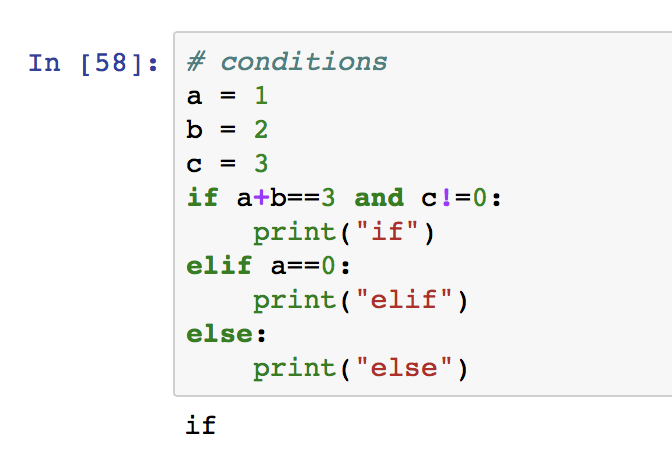 In [58]: # conditions
a = 1
b = 2
c = 3
if a+b==3 and c!=0:
    print("if")
elif a==0:
    print("elif")
else:
    print("else")
if